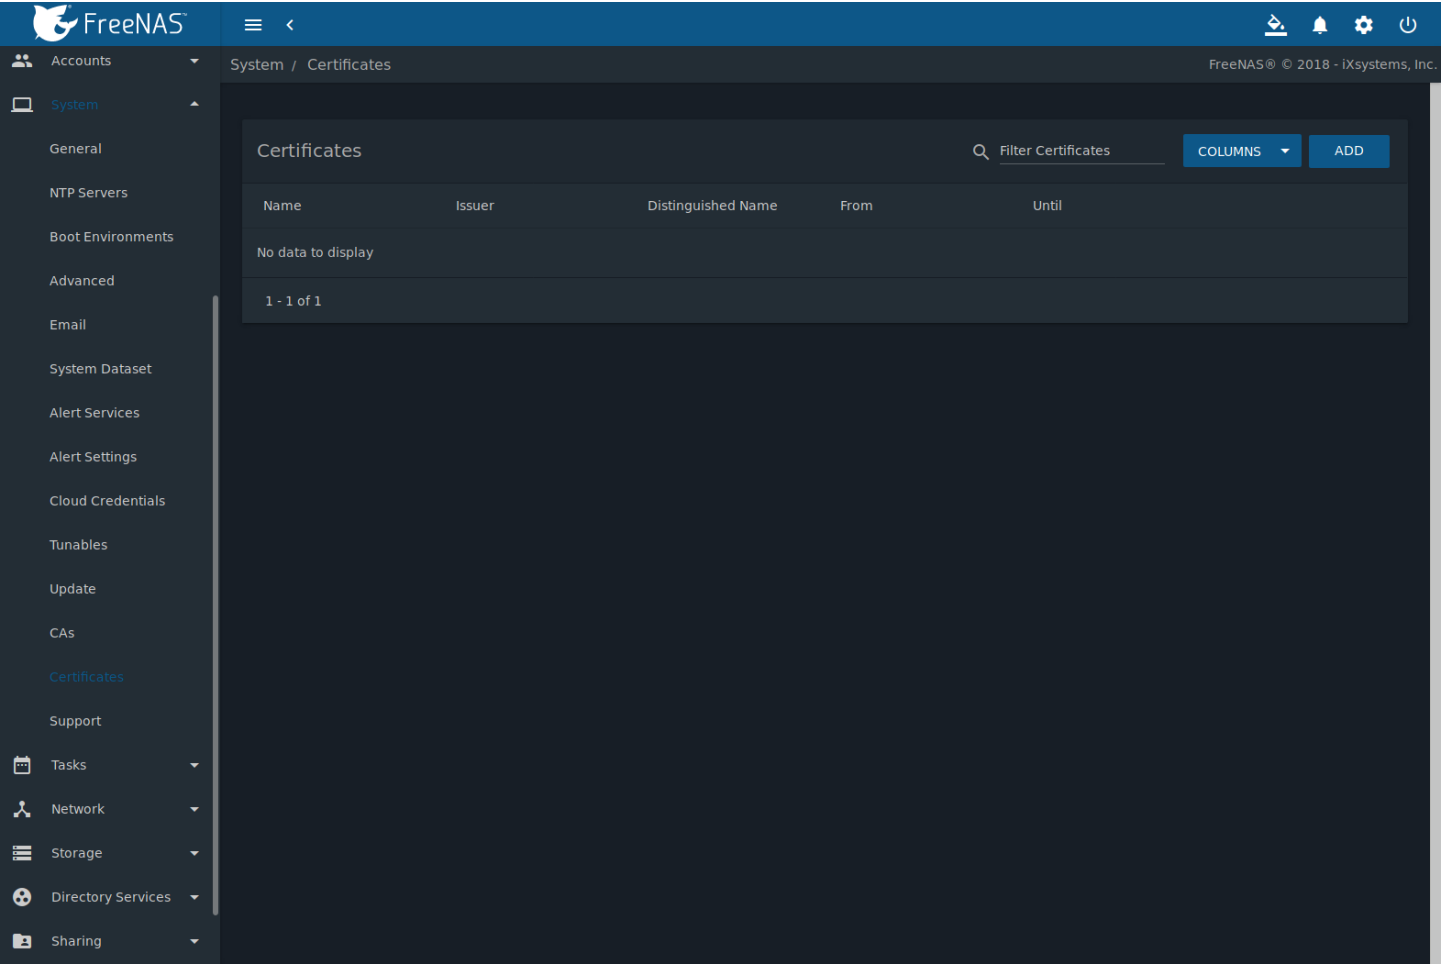 FreeNAS™
Accounts
System
General
NTP Servers
Boot Environments
Advanced
Email
System Dataset
Alert Services
Alert Settings
Cloud Credentials
Tunables
Update
CAs
Certificates
Support
Tasks
Network
Storage
Directory Services
Sharing
System / Certificates
FreeNAS® © 2018 - iXsystems, Inc.
Certificates
Filter Certificates
COLUMNS
ADD
Name Issuer Distinguished Name From Until
No data to display
1 - 1 of 1